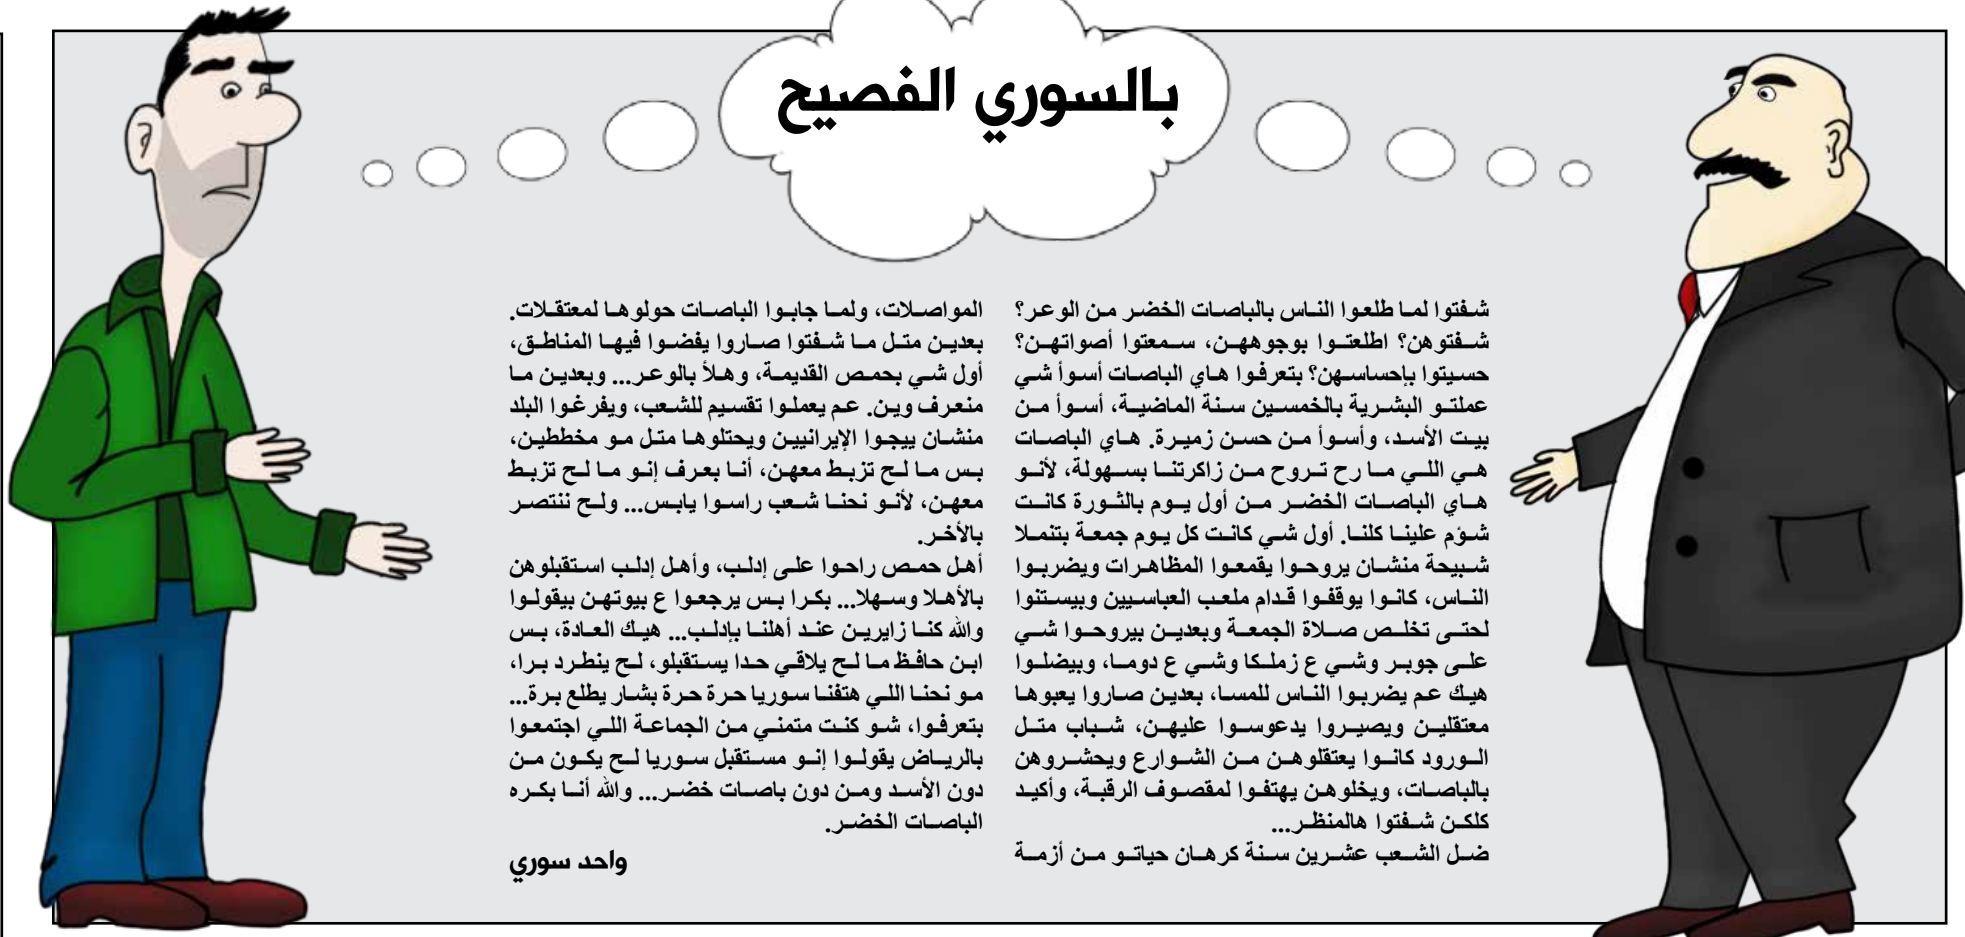 بالسوري الفصيح
شفتوا لما طلعوا الناس بالباصات الخضر من الوعر؟
شفتوهن؟ اطلعتوا بوجوههن، سمعتوا أصواتهن؟
حسيتوا بإحساسهن؟ بتعرفوا هاي الباصات أسوأ شي
عملتو البشرية بالخمسين سنة الماضية، أسوأ من
بيت الأسد، وأسوأ من حسن زميرة. هاي الباصات
هي اللي ما رح تروح من زاكرتنا بسهولة، لأنو
هاي الباصات الخضر من أول يوم بالثورة كانت
شؤم علينا كلنا. أول شي كانت كل يوم جمعة بتنملا
شبيحة منشان يروحوا يقمعوا المظاهرات ويضربوا
الناس، كانوا يوقفوا قدام ملعب العباسيين وبيستنوا
لحتى تخلص صلاة الجمعة وبعدين بيروحوا شي
على جوبر وشي ع زملكا وشي ع دوما، وبيضلوا
هيك عم يضربوا الناس للمسا، بعدين صاروا يعبوها
معتقلين ويصيروا يدعوسوا عليهن، شباب متل
الورود كانوا يعتقلوهن من الشوارع ويحشروهن
بالباصات، ويخلوهن يهتفوا لمقصوف الرقبة، وأكيد
كلكن شفتوا هالمنظر...
ضل الشعب عشرين سنة كرهان حياتو من أزمة
المواصلات، ولما جابوا الباصات حولوها لمعتقلات.
بعدين متل ما شفتوا صاروا يفضوا فيها المناطق،
أول شي بحمص القديمة، وهلأ بالوعر... وبعدين ما
منعرف وين. عم يعملوا تقسيم للشعب، ويفرغوا البلد
منشان ييجوا الإيرانيين ويحتلوها متل مو مخططين،
بس ما لح تزبط معهن، أنا بعرف إنو ما لح تزبط
معهن، لأنو نحنا شعب راسوا يابس... ولح ننتصر
بالأخر.
أهل حمص راحوا على إدلب، وأهل إدلب استقبلوهن
بالأهلا وسهلا... بكرا بس يرجعوا ع بيوتهن بيقولوا
والله كنا زايرين عند أهلنا بإدلب... هيك العادة، بس
ابن حافظ ما لح يلاقي حدا يستقبلو، لح ينطرد برا،
مو نحنا اللي هتفنا سوريا حرة حرة بشار يطلع برة...
بتعرفوا، شو كنت متمني من الجماعة اللي اجتمعوا
بالرياض يقولوا إنو مستقبل سوريا لح يكون من
دون الأسد ومن دون باصات خضر... والله أنا بكره
الباصات الخضر.
واحد سوري